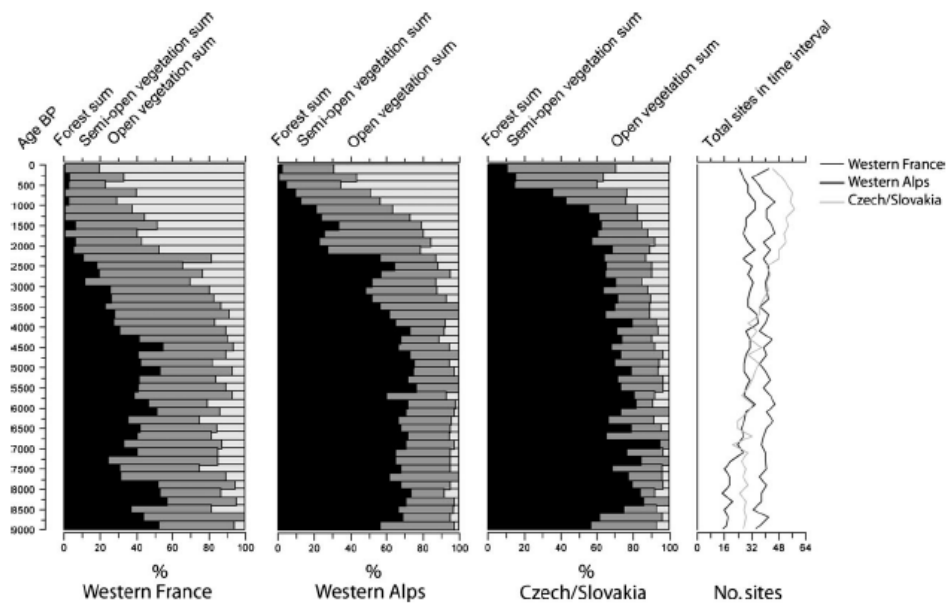 Age BP
Forest sum
Semi-open vegetation sum
Open vegetation sum
Forest sum
Semi-open vegetation sum
Open vegetation sum
Forest sum
Semi-open vegetation sum
Open vegetation sum
Total sites in time interval
Western France
Western Alps
Czech/Slovakia
0
500
1000
1500
2000
2500
3000
3500
4000
4500
5000
5500
6000
6500
7000
7500
8000
8500
9000
0 20 40 60 80 100
0 20 40 60 80 100
0 20 40 60 80 100
0 16 32 48 64
% % %
Western France Western Alps Czech/Slovakia No. sites